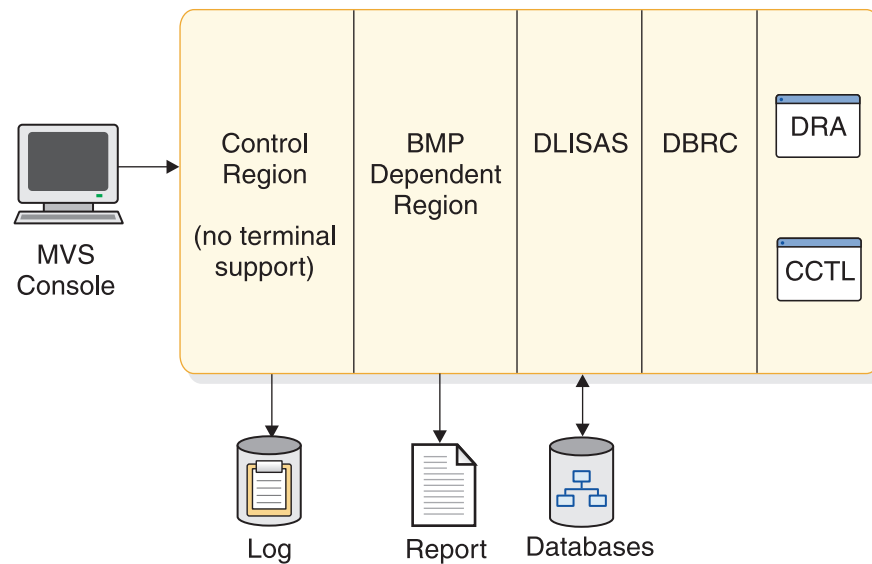 Control
Region
(no terminal
support)
BMP
Dependent
Region
DLISAS
DBRC
DRA
CCTL
MVS
Console
Log
Report
Databases